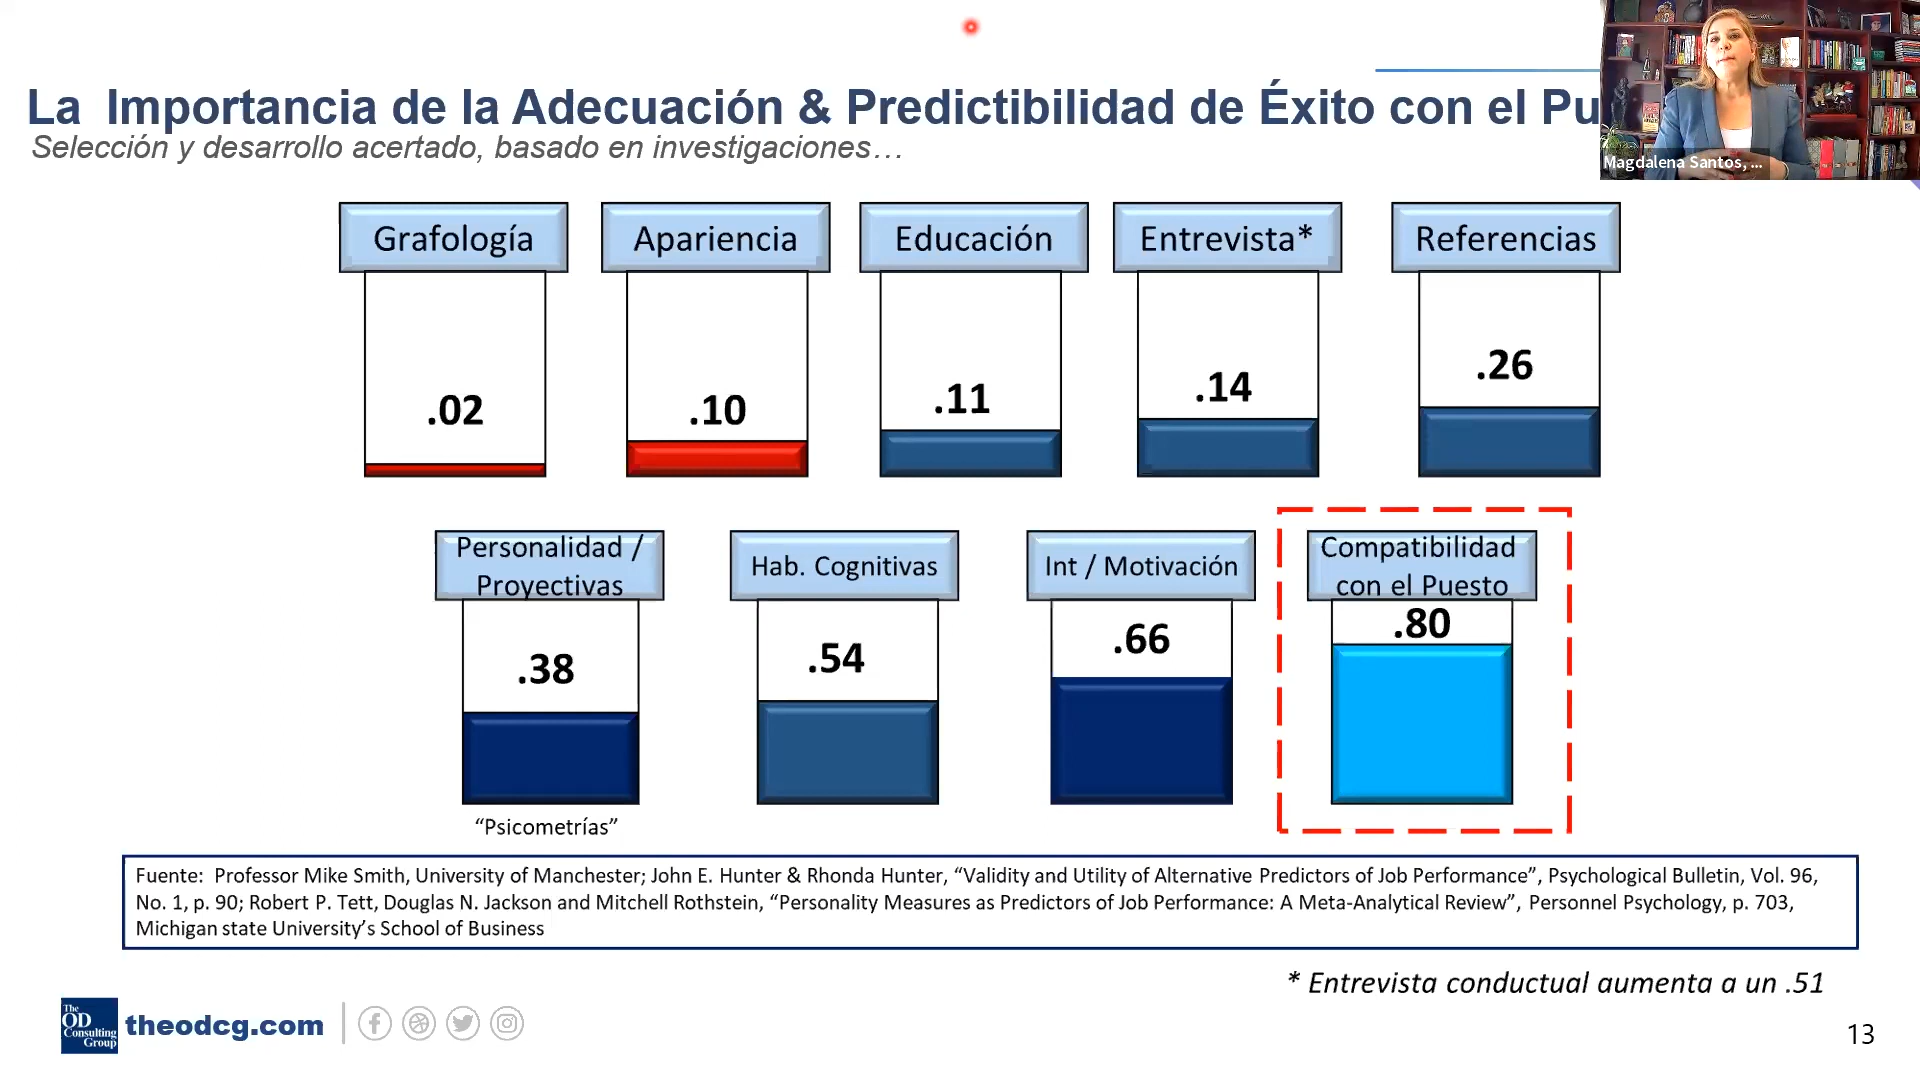 La Importancia de la Adecuación & Predictibilidad de Éxito con el Pu
Selección y desarrollo acertado, basado en investigaciones…
Magdalena Santos, ...
Grafología
Apariencia
Educación
Entrevista*
Referencias
.02
.10
.11
.14
.26
Personalidad /
Proyectivas
Hab. Cognitivas
Int / Motivación
Compatibilidad
con el Puesto
.38
.54
.66
.80
“Psicometrías”
Fuente: Professor Mike Smith, University of Manchester; John E. Hunter & Rhonda Hunter, “Validity and Utility of Alternative Predictors of Job Performance”, Psychological Bulletin, Vol. 96,
No. 1, p. 90; Robert P. Tett, Douglas N. Jackson and Mitchell Rothstein, “Personality Measures as Predictors of Job Performance: A Meta-Analytical Review”, Personnel Psychology, p. 703,
Michigan state University’s School of Business
* Entrevista conductual aumenta a un .51
The
OD
Consulting
Group
theodcg.com
13